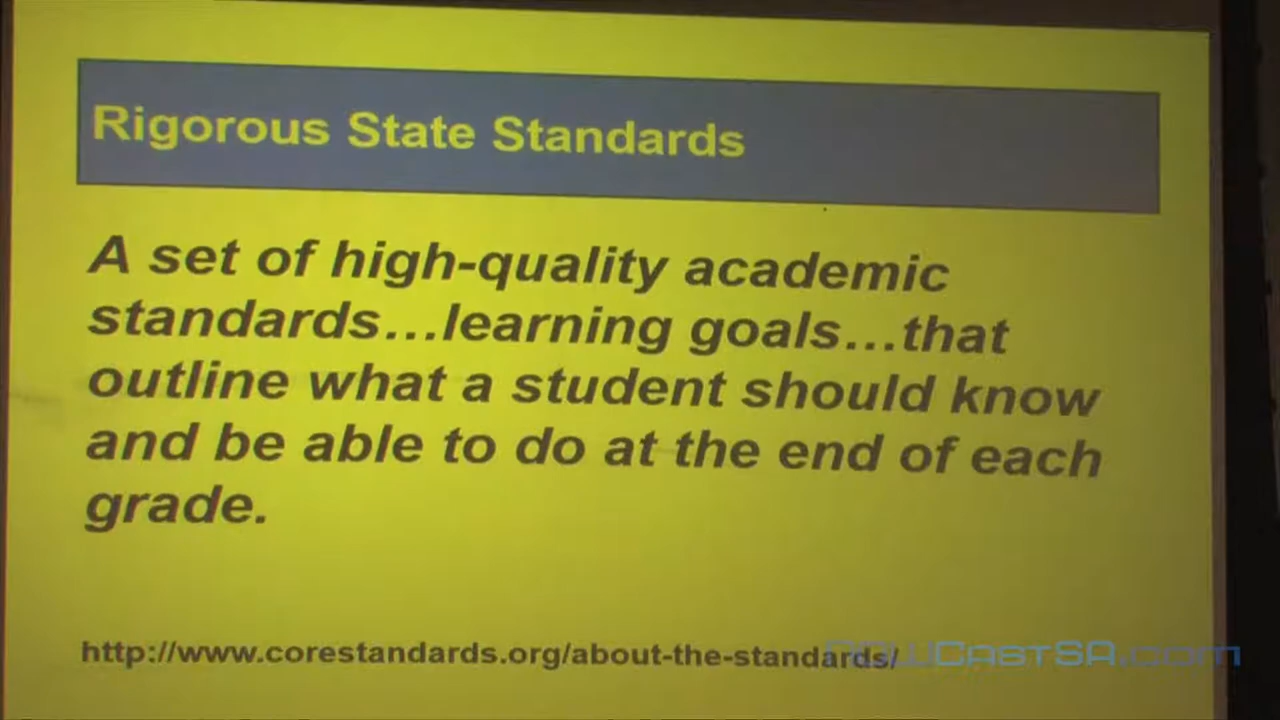 Rigorous State Standards
A set of high-quality academic
standards...learning goals...that
outline what a student should know
and be able to do at the end of each
grade.
http://www.corestandards.org/about-the-standards/
NOWCastSA.com